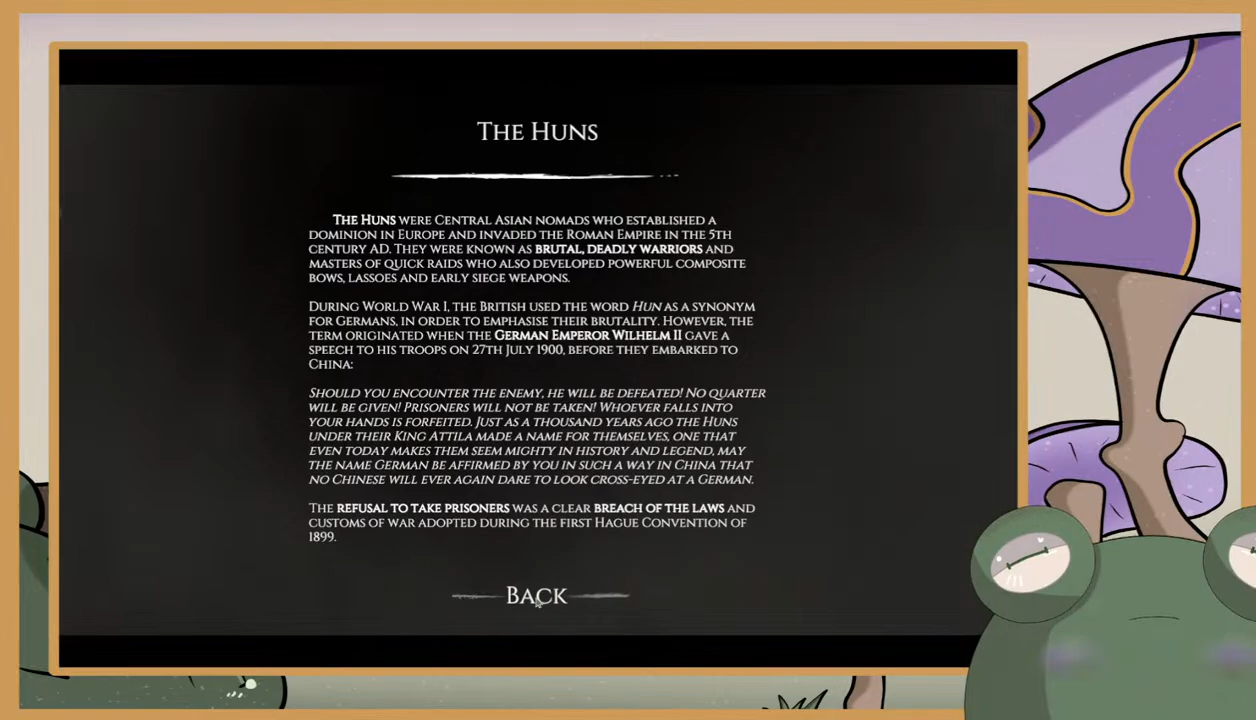 The Huns
The Huns were Central Asian nomads who established a
dominion in Europe and invaded the Roman Empire in the 5th
century AD. They were known as brutal, deadly warriors and
masters of quick raids who also developed powerful composite
bows, lassoes and early siege weapons.
During World War I, the British used the word Hun as a synonym
for Germans, in order to emphasise their brutality. However, the
term originated when the German Emperor Wilhelm II gave a
speech to his troops on 27th July 1900, before they embarked to
China:
Should you encounter the enemy, he will be defeated! No quarter
will be given! Prisoners will not be taken! Whoever falls into
your hands is forfeited. Just as a thousand years ago the Huns
under their King Attila made a name for themselves, one that
even today makes them seem mighty in history and legend, may
the name German be affirmed by you in such a way in China that
no Chinese will ever again dare to look cross-eyed at a German.
The refusal to take prisoners was a clear breach of the laws and
customs of war adopted during the first Hague Convention of
1899.
Back